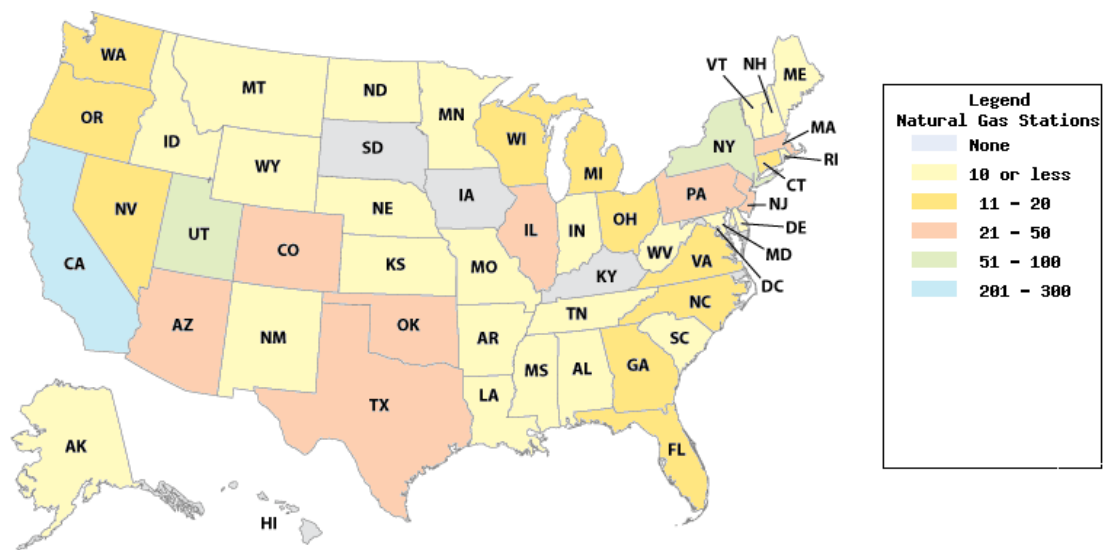 WA
OR
ID
MT
ND
MN
SD
WY
NV
UT
CO
CA
AZ
NM
NE
KS
OK
TX
IA
MO
AR
LA
WI
IL
MI
IN
OH
KY
TN
MS
AL
GA
FL
SC
NC
VA
WV
PA
NY
VT
NH
ME
MA
RI
CT
NJ
DE
MD
DC
AK
HI
Legend
Natural Gas Stations
None
10 or less
11 - 20
21 - 50
51 - 100
201 - 300